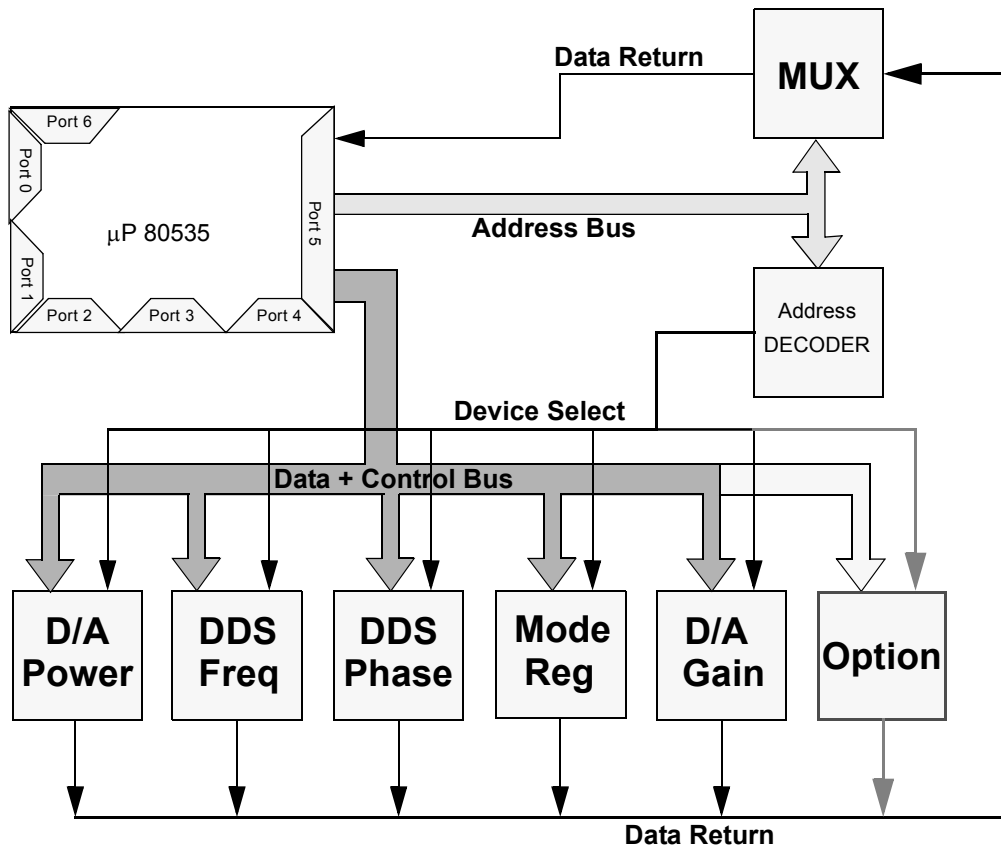 Data Return
MUX
Port 6
Port 0
µP 80535
Port 5
Port 1
Port 2
Port 3
Port 4
Address Bus
Address
DECODER
Device Select
Data + Control Bus
D/A
Power
DDS
Freq
DDS
Phase
Mode
Reg
D/A
Gain
Option
Data Return